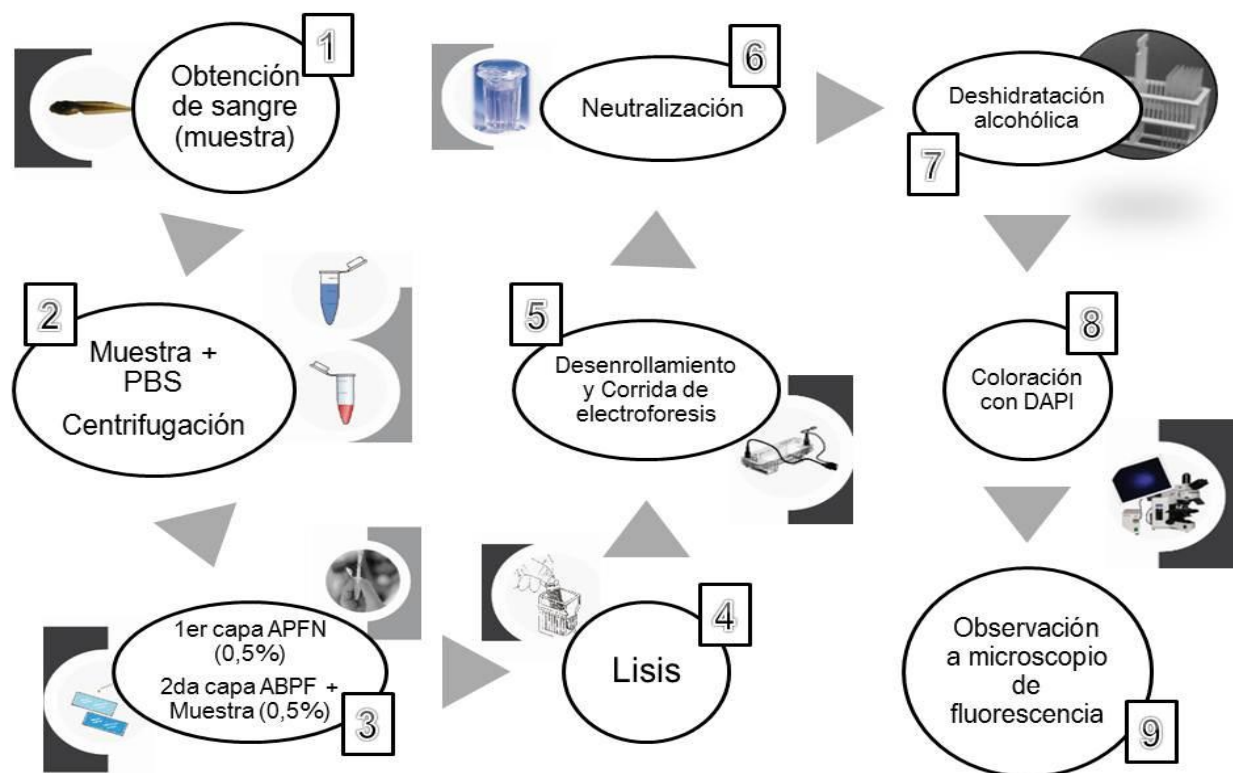 1
Obtención
de sangre
(muestra)
2
Muestra +
PBS
Centrifugación
1er capa APFN
(0,5%)
2da capa ABPF +
Muestra (0,5%)
3
4
Lisis
5
Desenrollamiento
y Corrida de
electroforesis
6
Neutralización
Deshidratación
alcohólica
7
8
Coloración
con DAPI
Observación
a microscopio
de
fluorescencia
9